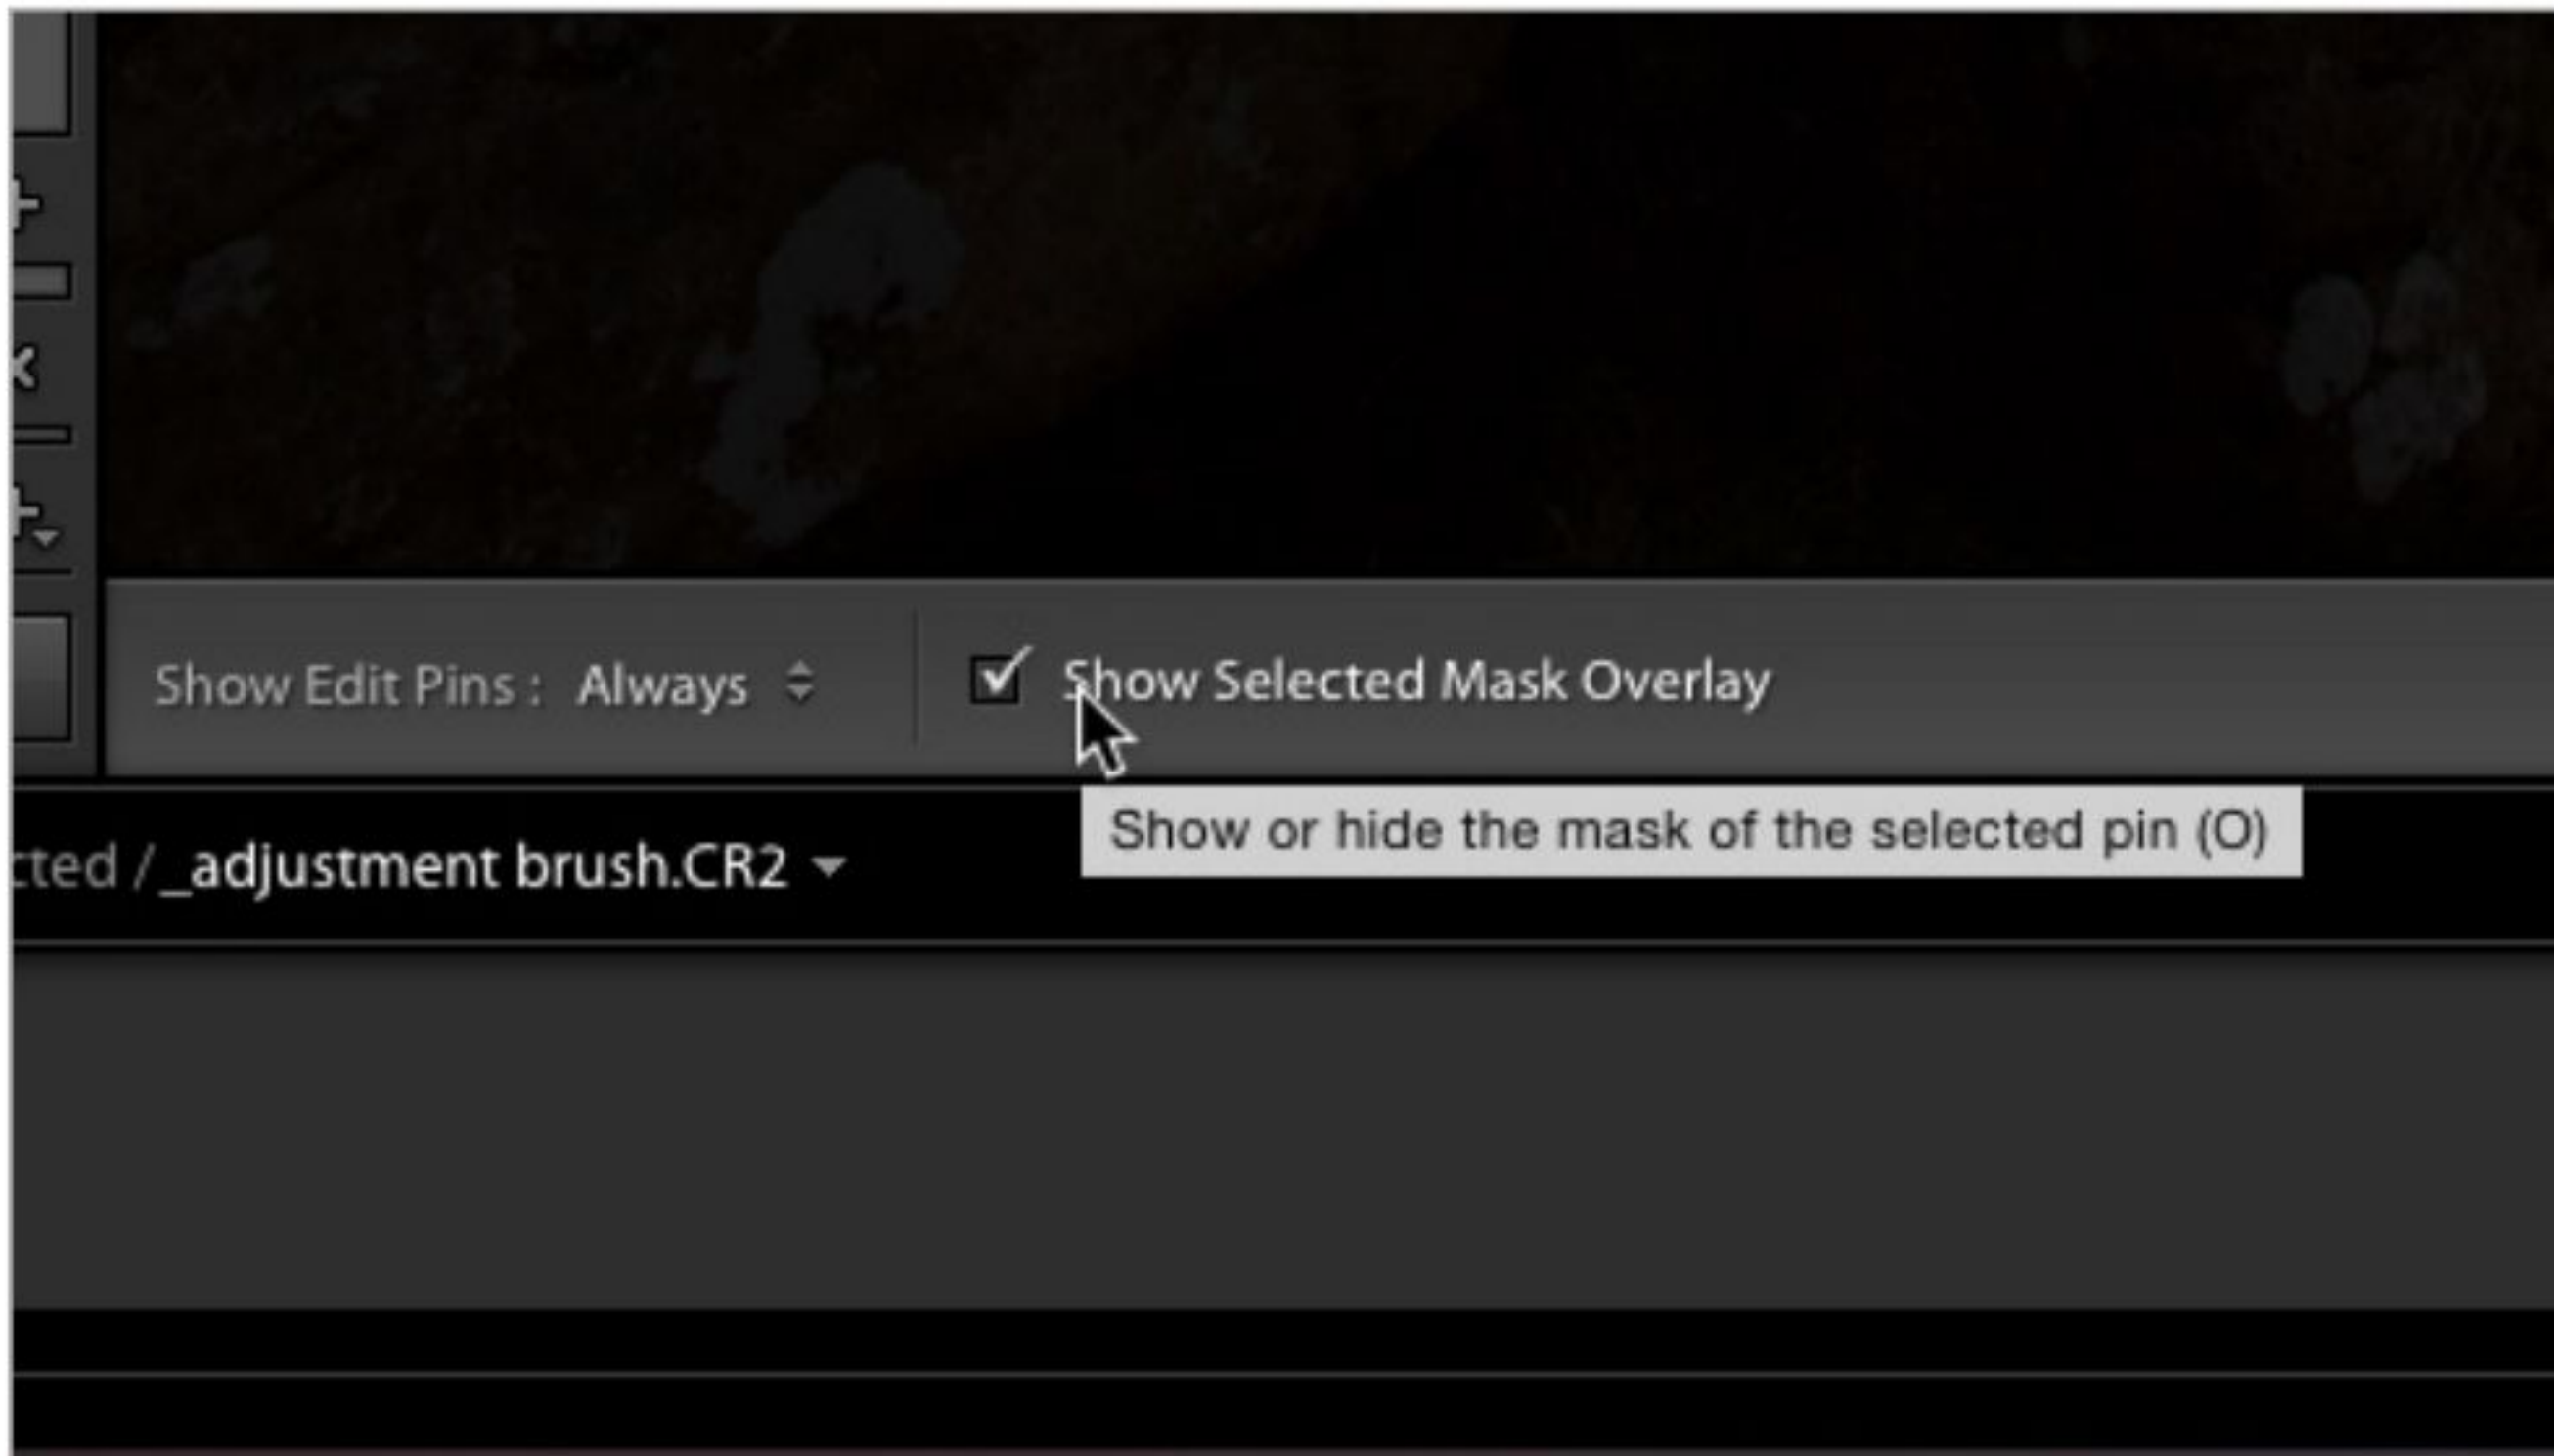 Show Edit Pins : Always Show Selected Mask Overlay
Show or hide the mask of the selected pin (O)
cted / _adjustment brush.CR2